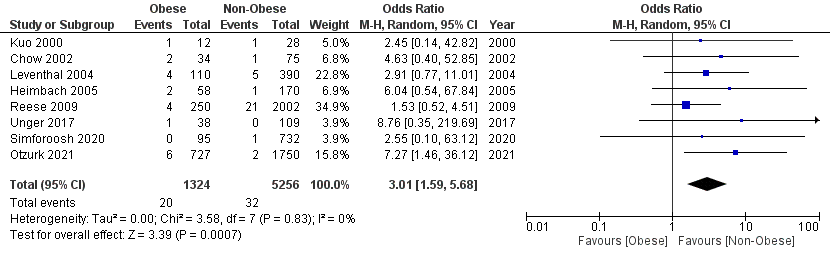 Obese Non-Obese Odds Ratio Odds Ratio
Study or Subgroup Events Total Events Total Weight M-H, Random, 95% CI Year M-H, Random, 95% CI
Kuo 2000 1 12 1 28 5.0% 2.45 [0.14, 42.82] 2000
Chow 2002 2 34 1 75 6.8% 4.63 [0.40, 52.85] 2002
Leventhal 2004 4 110 5 390 22.8% 2.91 [0.77, 11.01] 2004
Heimbach 2005 2 58 1 170 6.9% 6.04 [0.54, 67.84] 2005
Reese 2009 4 250 21 2002 34.5% 1.53 [0.52, 4.51] 2009
Unger 2017 1 38 0 109 3.9% 8.76 [0.35, 219.69] 2017
Simforoosh 2020 0 95 1 732 4.4% 2.55 [0.10, 63.12] 2020
Otzurk 2021 6 727 2 1750 15.8% 7.27 [1.46, 36.12] 2021
Total (95% CI) 1324 5256 100.0% 3.01 [1.59, 5.68]
Total events 20 32
Heterogeneity: Tau² = 0.00; Chi² = 3.58, df = 7 (P = 0.83); I² = 0%
Test for overall effect: Z = 3.39 (P = 0.0007)
0.01 0.1 1 10 100
Favours [Obese] Favours [Non-Obese]